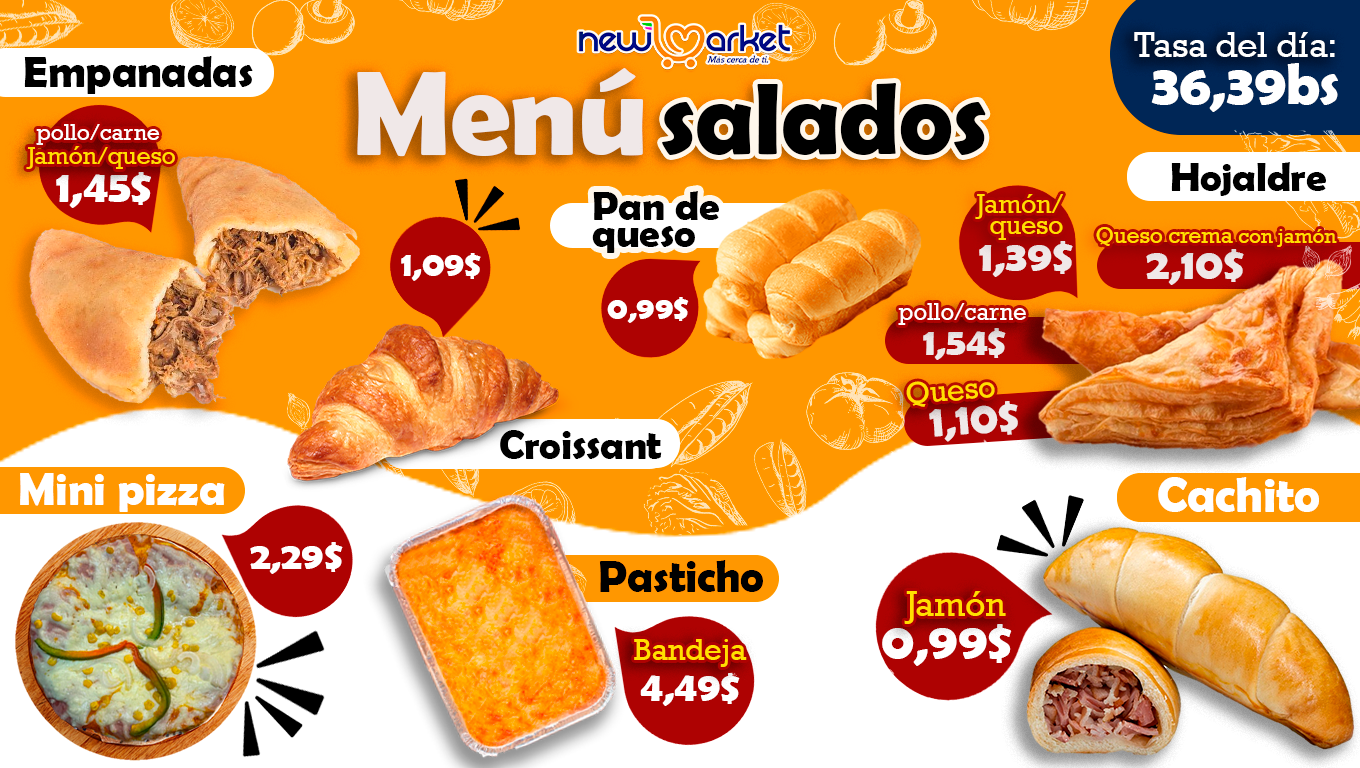 new market
Más cerca de ti.
Menú salados
Tasa del día:
36,39bs
Empanadas
pollo/carne
Jamón/queso
1,45$
1,09$
Croissant
Pan de
queso
0,99$
Hojaldre
Jamón/
queso
1,39$
Queso crema con jamón
2,10$
pollo/carne
1,54$
Queso
1,10$
Mini pizza
2,29$
Pasticho
Bandeja
4,49$
Cachito
Jamón
0,99$